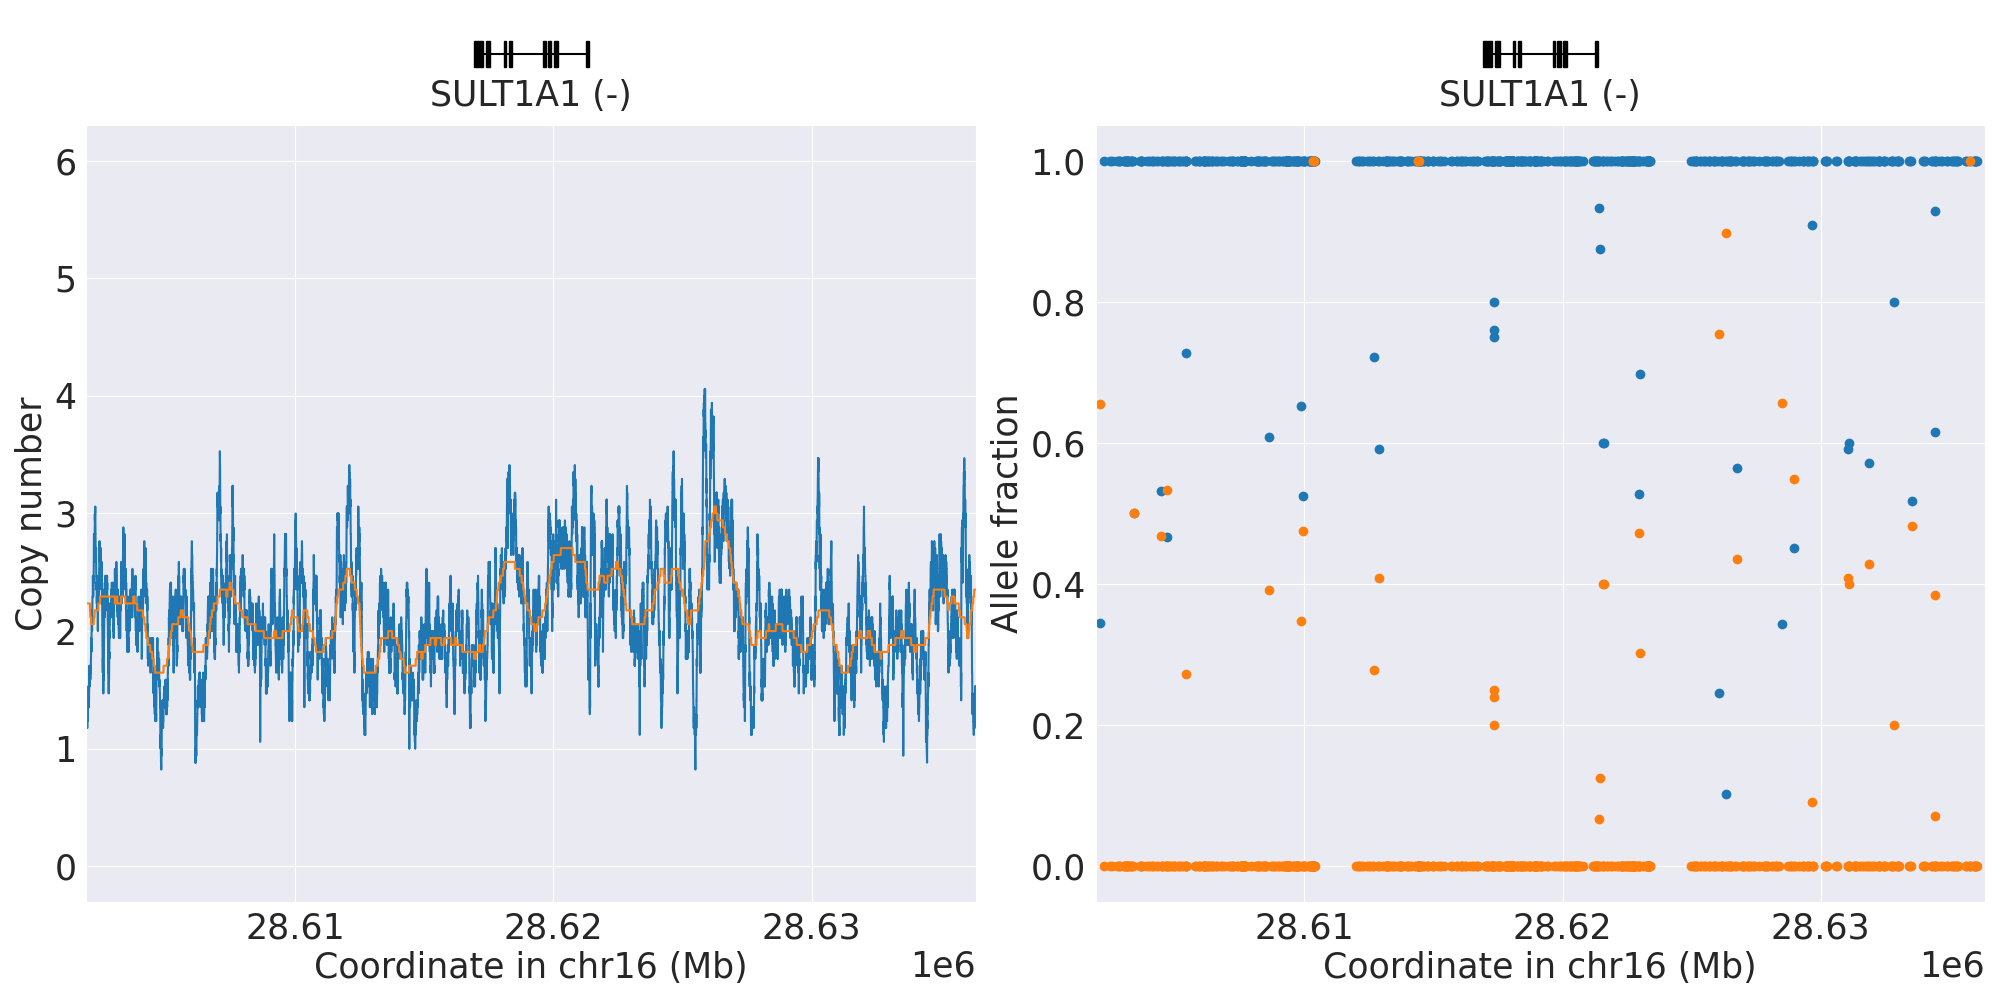 SULT1A1 (-)
6
5
4
3
2
1
0
Copy number
28.61 28.62 28.63
Coordinate in chr16 (Mb)
1e6
SULT1A1 (-)
1.0
0.8
0.6
0.4
0.2
0.0
Allele fraction
28.61 28.62 28.63
Coordinate in chr16 (Mb)
1e6